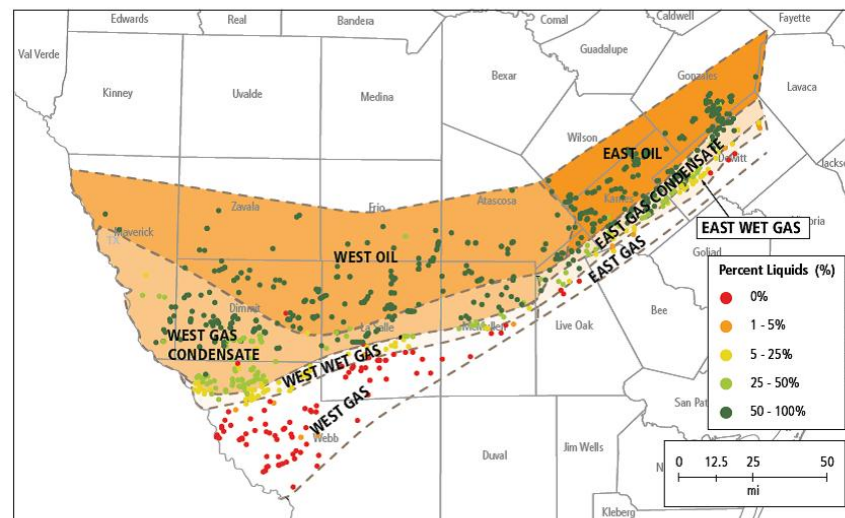 Edwards
Real
Bandera
Comal
Caldwell
Fayette
Val Verde
Guadalupe
Kinney
Uvalde
Medina
Bexar
Gonzales
Lavaca
Wilson
EAST OIL
DeWitt
Jackso
Zavala
Frio
Atascosa
Karnes
EAST GAS CONDENSATE
EAST WET GAS
Maverick
TX
WEST OIL
EAST GAS
Goliad
Dimmit
La Salle
McMullen
Live Oak
Bee
WEST GAS
CONDENSATE
WEST WET GAS
WEST GAS
Webb
Duval
Jim Wells
San Pat
Kleberg
Percent Liquids (%)
0%
1 - 5%
5 - 25%
25 - 50%
50 - 100%
0 12.5 25 50
mi